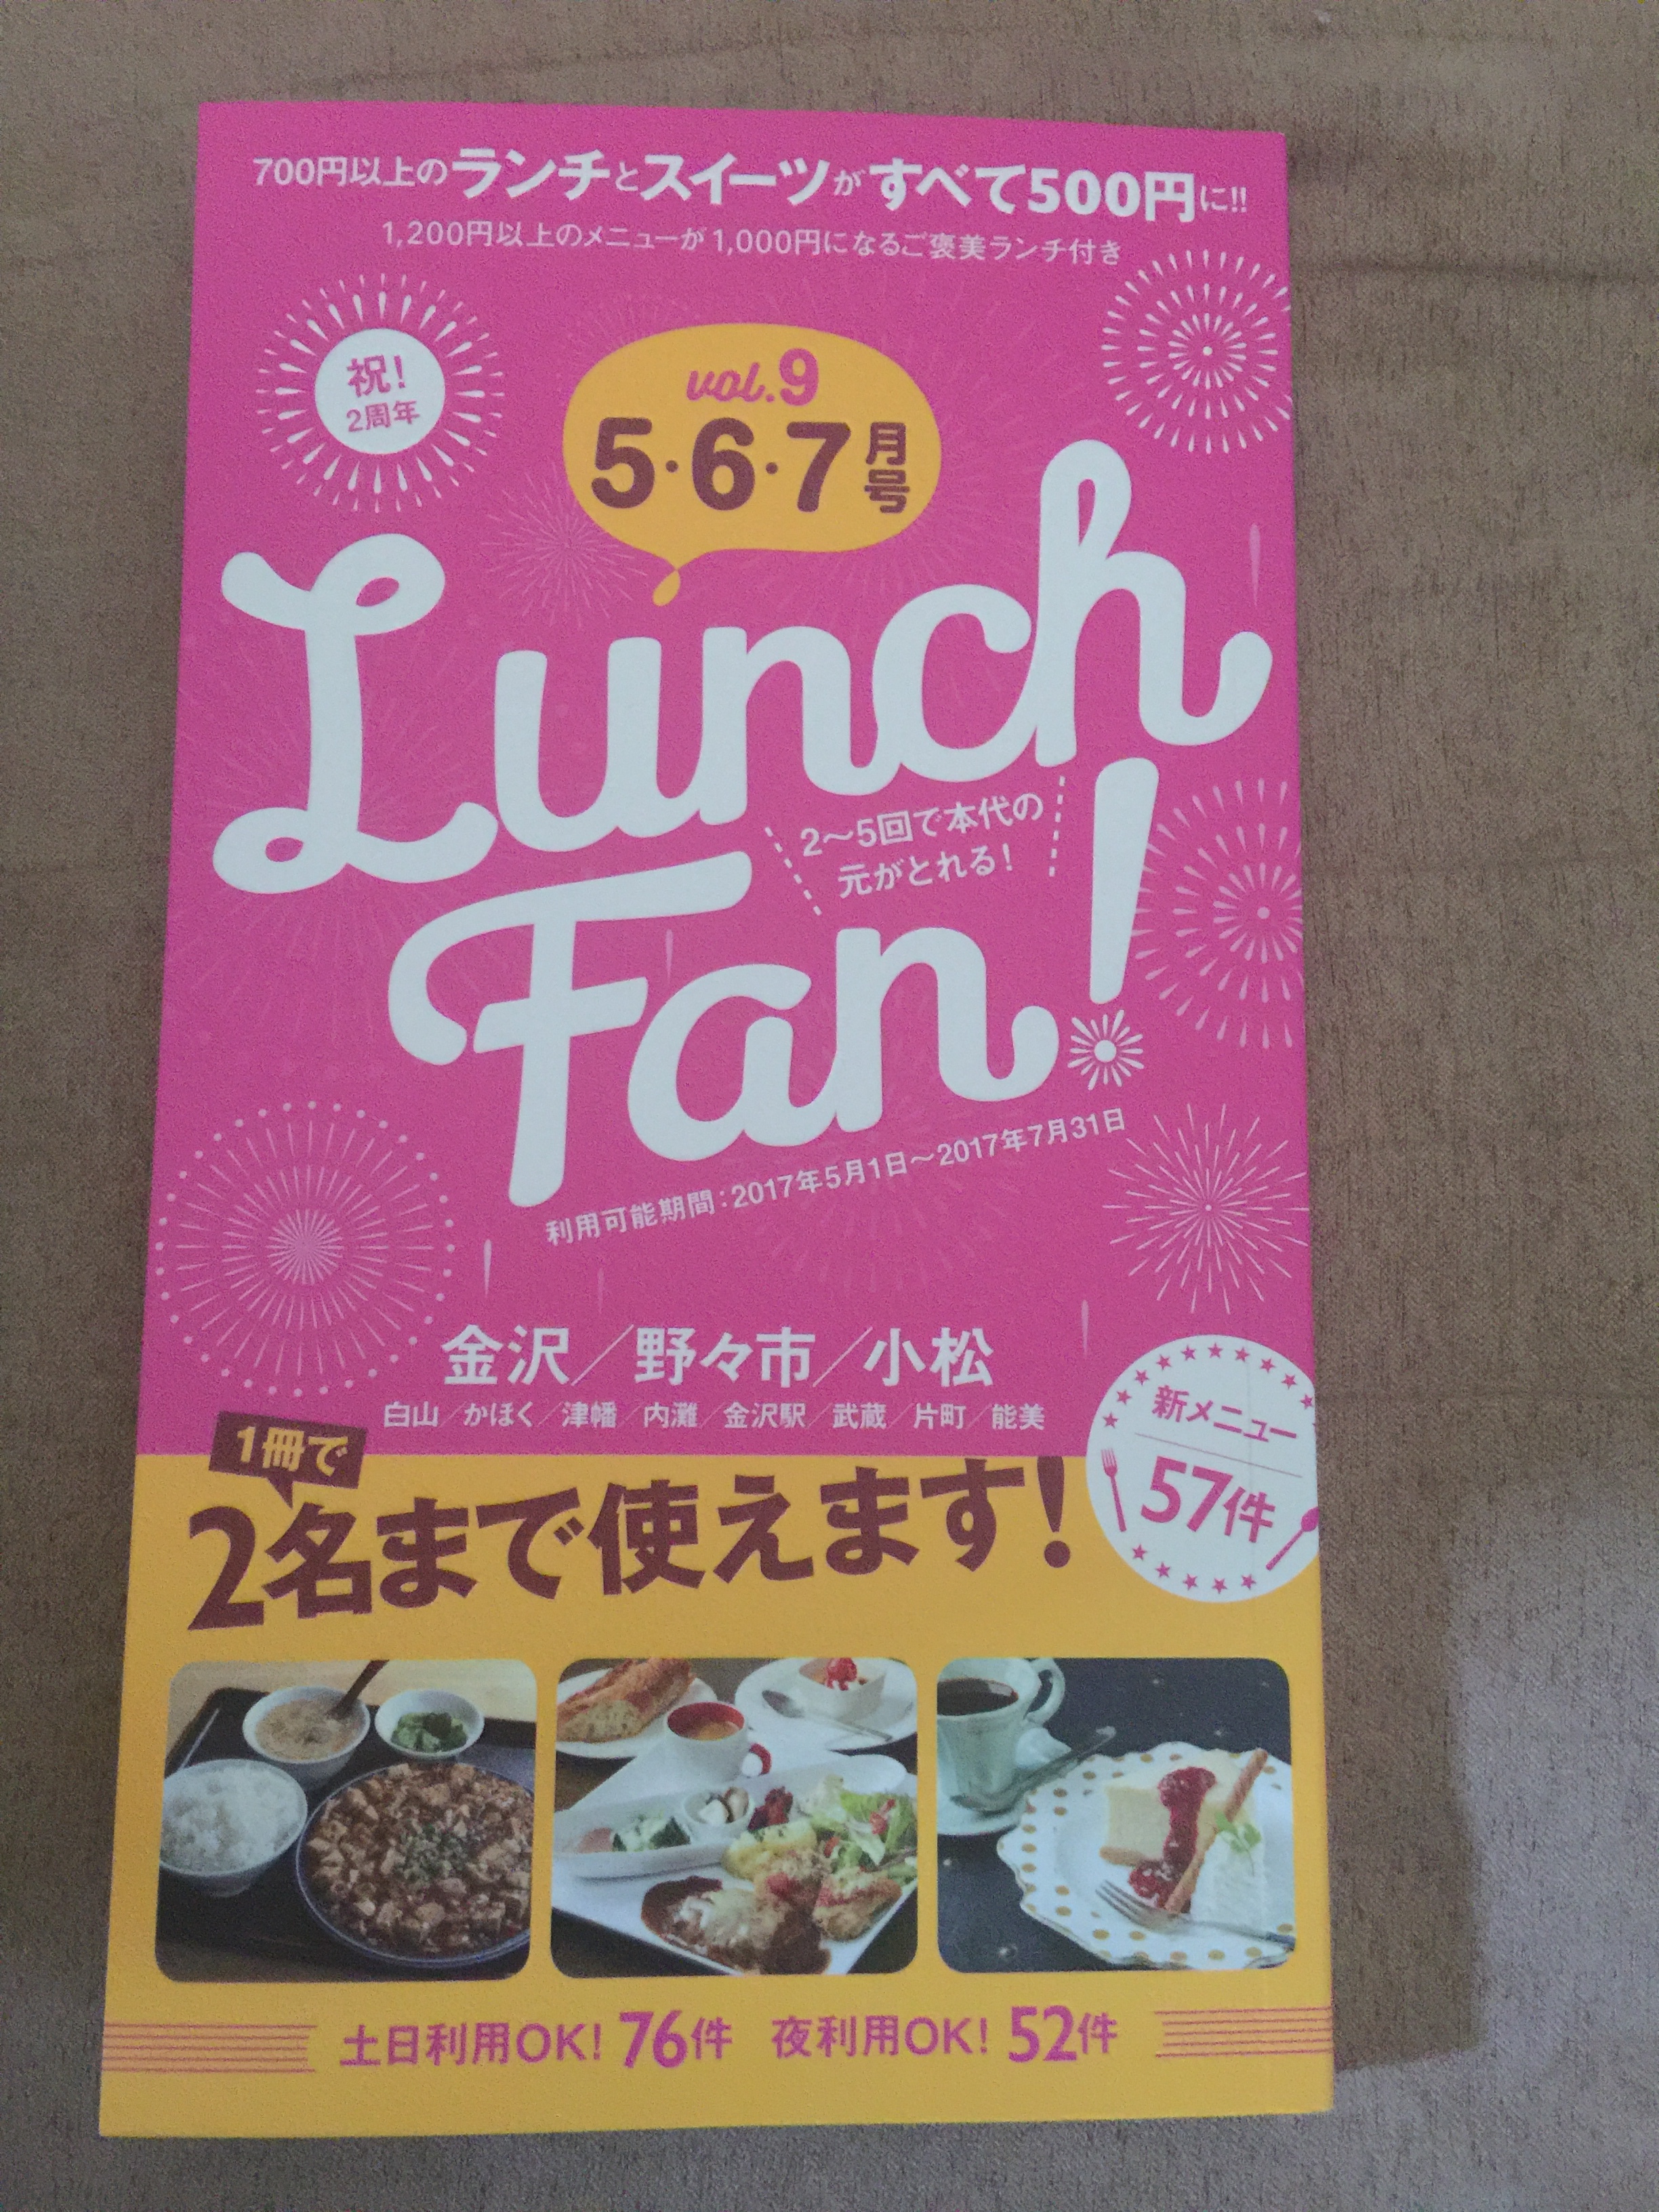 700円以上のランチとスイーツがすべて500円に!!
1,200円以上のメニューが1,000円になるご褒美ランチ付き
祝!
2周年
vol.9
5・6・7月号
Lunch
2〜5回で本代の
元がとれる!
Fan!
利用可能期間:2017年5月1日〜2017年7月31日
金沢/野々市/小松
白山/かほく/津幡/内灘/金沢駅/武蔵/片町/能美
新メニュー
57件
1冊で
2名まで使えます!
土日利用OK! 76件 夜利用OK! 52件